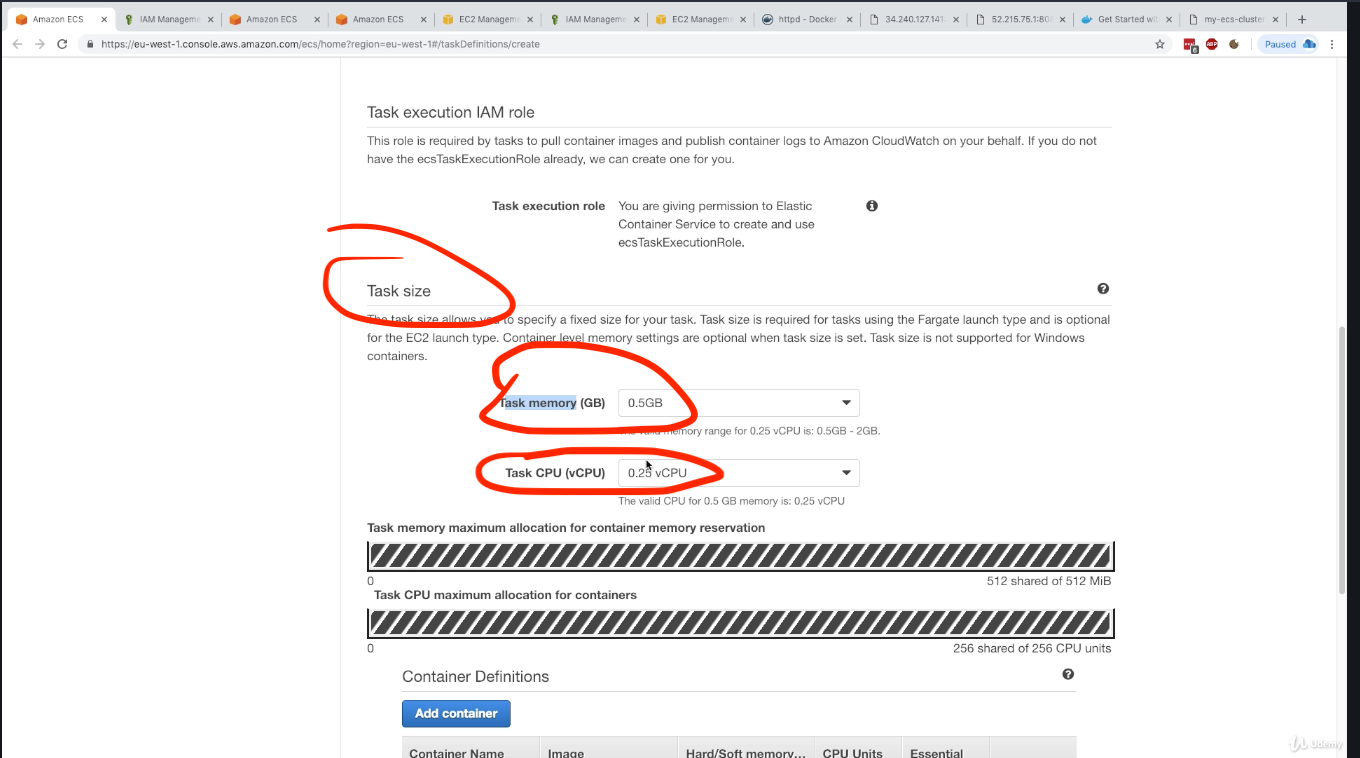 Amazon ECS
IAM Manageme
Amazon ECS
Amazon ECS
EC2 Manageme
IAM Manageme
EC2 Manageme
httpd - Docker
34.240.127.141
52.215.75.1:80
Get Started wit
my-ecs-cluster
https://eu-west-1.console.aws.amazon.com/ecs/home?region=eu-west-1#/taskDefinitions/create
ABP
Paused
Task execution IAM role
This role is required by tasks to pull container images and publish container logs to Amazon CloudWatch on your behalf. If you do not
have the ecsTaskExecutionRole already, we can create one for you.
Task execution role
You are giving permission to Elastic
Container Service to create and use
ecsTaskExecutionRole.
Task size
The task size allows you to specify a fixed size for your task. Task size is required for tasks using the Fargate launch type and is optional
for the EC2 launch type. Container level memory settings are optional when task size is set. Task size is not supported for Windows
containers.
Task memory (GB) 0.5GB
The valid memory range for 0.25 vCPU is: 0.5GB - 2GB.
Task CPU (vCPU) 0.25 vCPU
The valid CPU for 0.5 GB memory is: 0.25 vCPU
Task memory maximum allocation for container memory reservation
0 512 shared of 512 MiB
Task CPU maximum allocation for containers
0 256 shared of 256 CPU units
Container Definitions
Add container
Container Name Image Hard/Soft memory... CPU Units Essential
Udemy